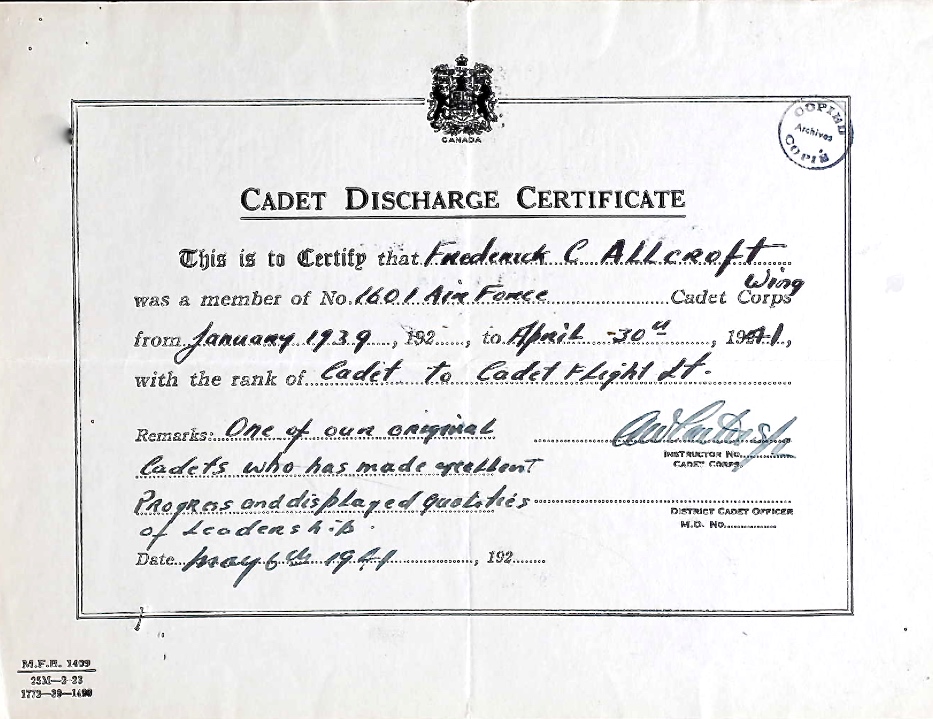 CANADA
COPIED
Archives
COPIÉ
CADET DISCHARGE CERTIFICATE
This is to Certify that Frederick C Allcroft
Wing
was a member of No. 1601 Air Force Cadet Corps
from January 1939, 192....., to April - 30th, 1941,
with the rank of Cadet to Cadet Flight Lt.
Remarks: One of our original
Cadets who has made excellent
Progress and displayed qualities
of Leadership.
INSTRUCTOR No.
CADET CORPS.
DISTRICT CADET OFFICER
M.D. No.
Date May 6th 1941, 192
M.F.B. 1409
25M—2-23
1772—39—1490